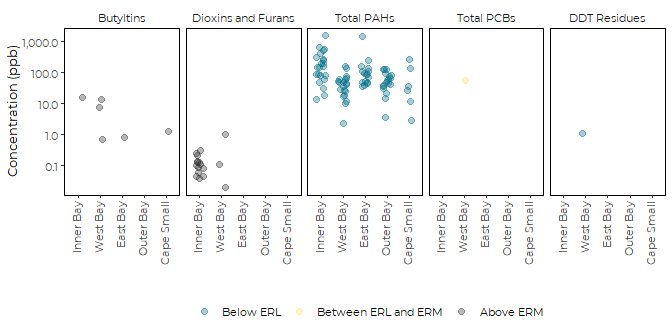 Butyltins
Dioxins and Furans
Total PAHs
Total PCBs
DDT Residues
Concentration (ppb)
1,000.0
100.0
10.0
1.0
0.1
Inner Bay
West Bay
East Bay
Outer Bay
Cape Small
Inner Bay
West Bay
East Bay
Outer Bay
Cape Small
Inner Bay
West Bay
East Bay
Outer Bay
Cape Small
Inner Bay
West Bay
East Bay
Outer Bay
Cape Small
Inner Bay
West Bay
East Bay
Outer Bay
Cape Small
Below ERL
Between ERL and ERM
Above ERM